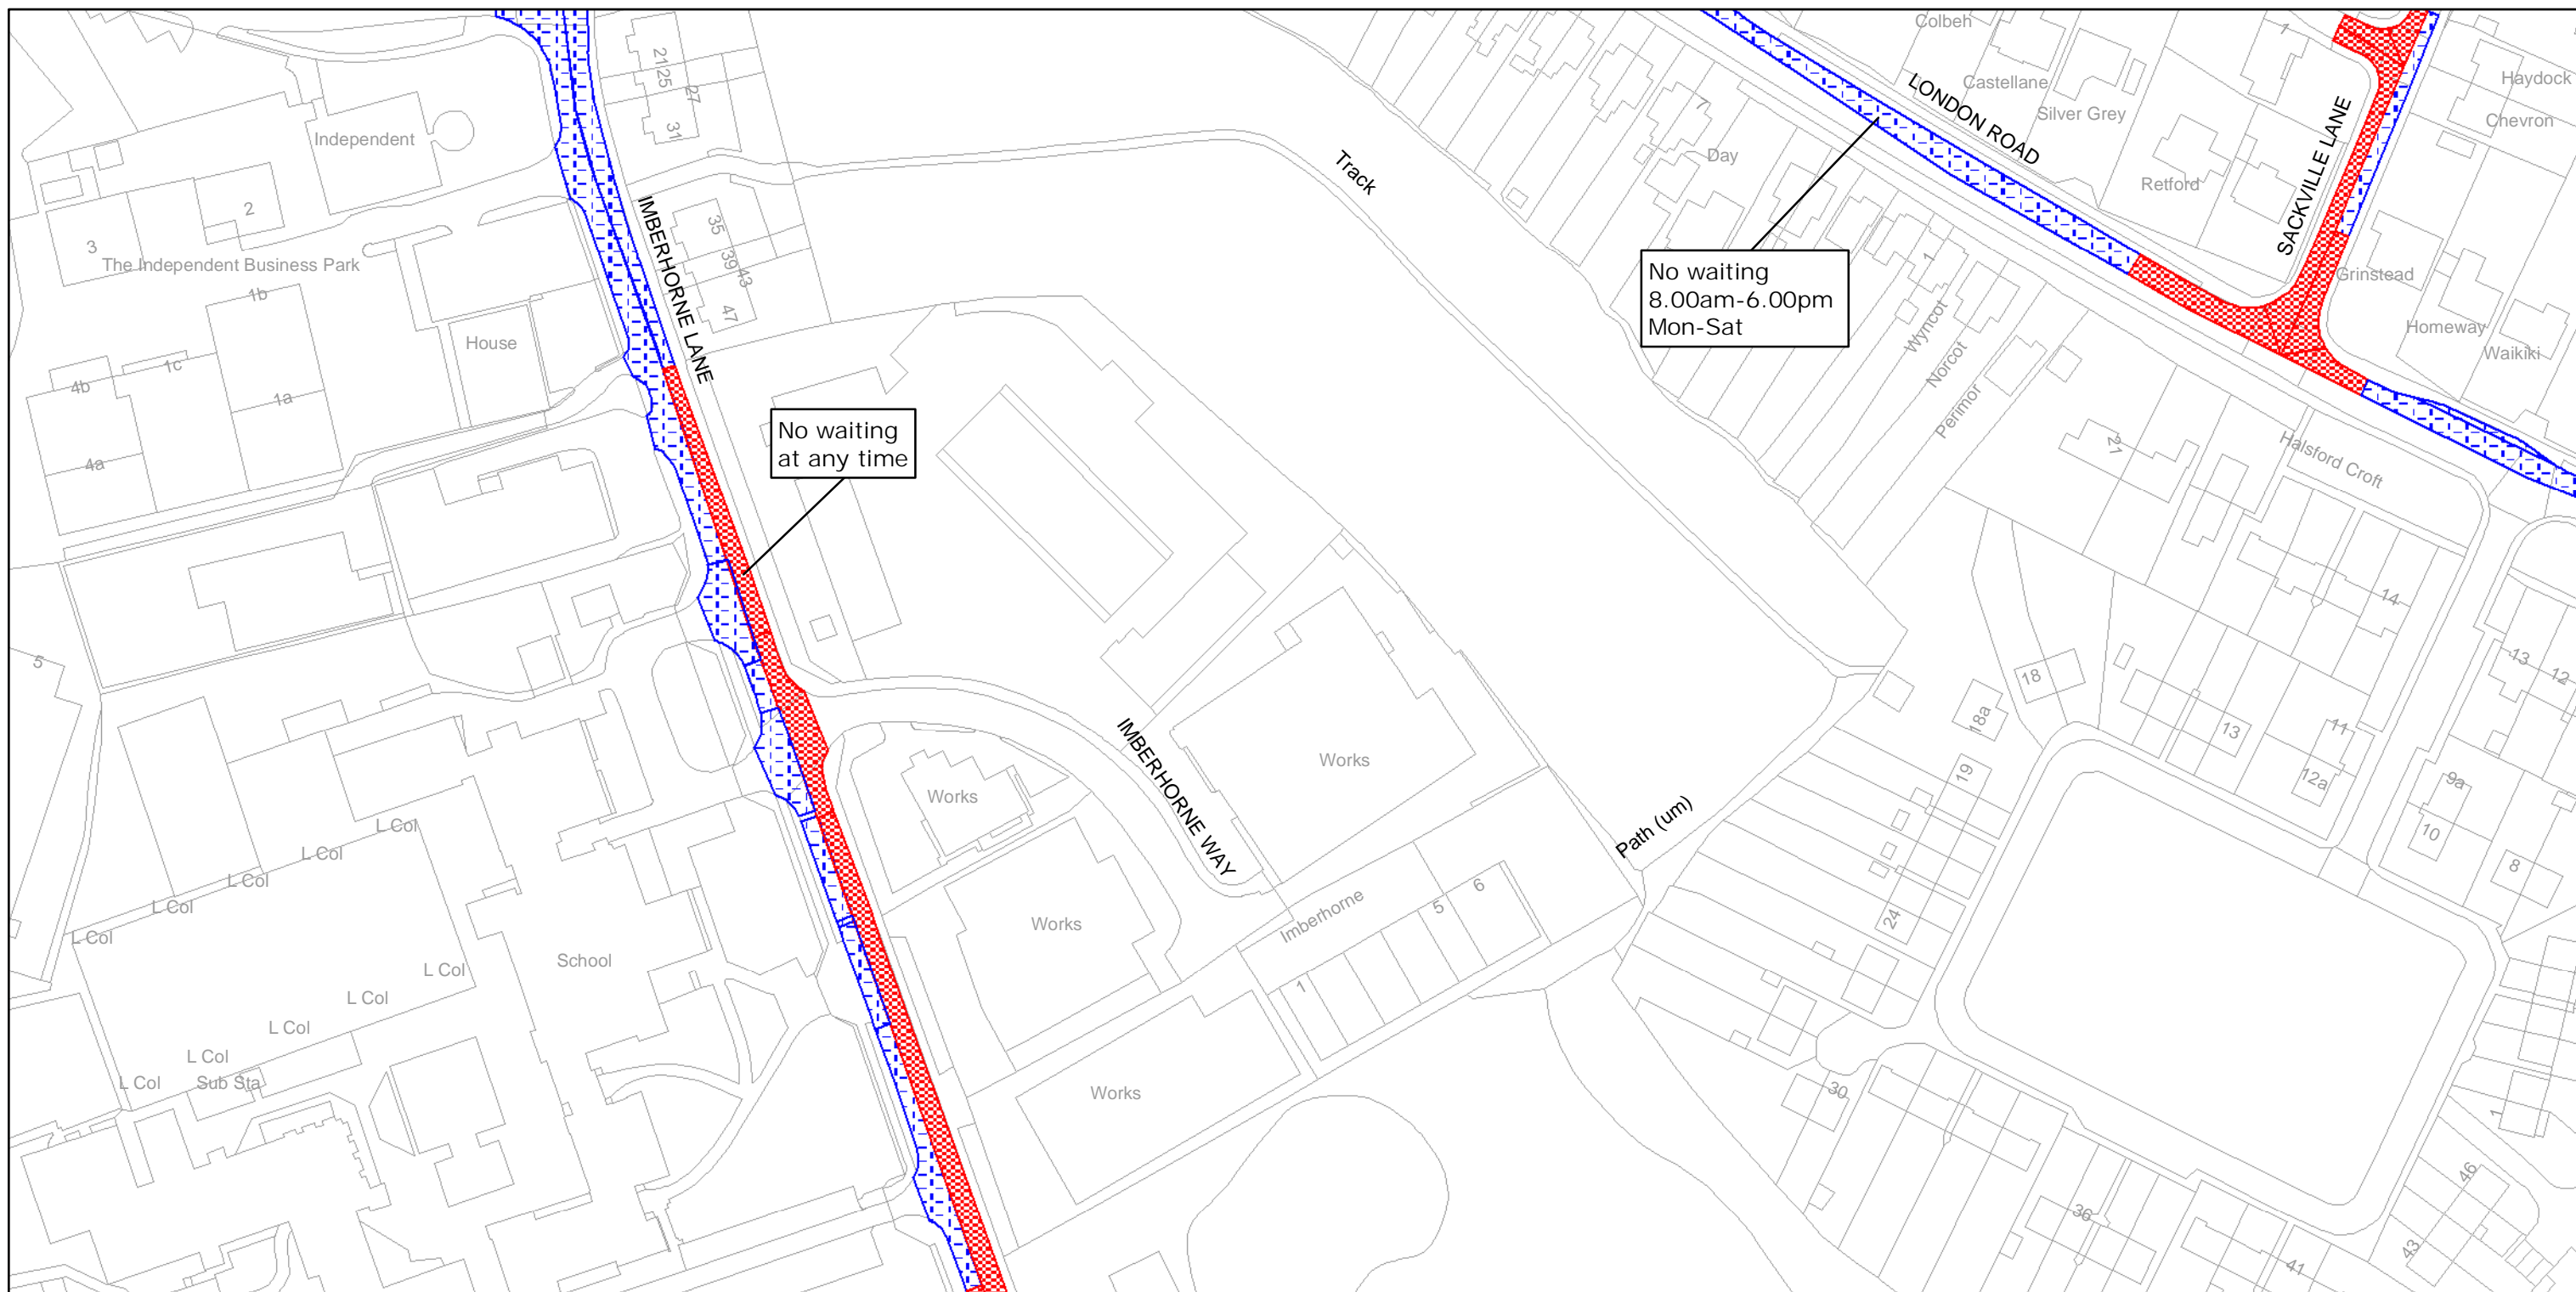 Colbeh
1
Haydock
Castellane
Silver Grey
Chevron
LONDON ROAD
SACKVILLE LANE
2125
27
31
Independent
7
Day
Retford
Track
2
3
The Independent Business Park
IMBERHORNE LANE
35
39
43
47
1b
House
1c
4b
1a
4a
No waiting
8.00am-6.00pm
Mon-Sat
1
Grinstead
Homeway
Waikiki
Wyncot
Norcot
Perimor
21
Halsford Croft
No waiting
at any time
14
5
18
18a
13
12
13
11
12a
19
9a
10
8
24
IMBERHORNE WAY
Works
Works
Path (um)
Works
Imberhorne
1
5
6
L Col
L Col
L Col
L Col
L Col
School
L Col
L Col
L Col
L Col
L Col
Sub Sta
Works
30
1
46
36
43
41